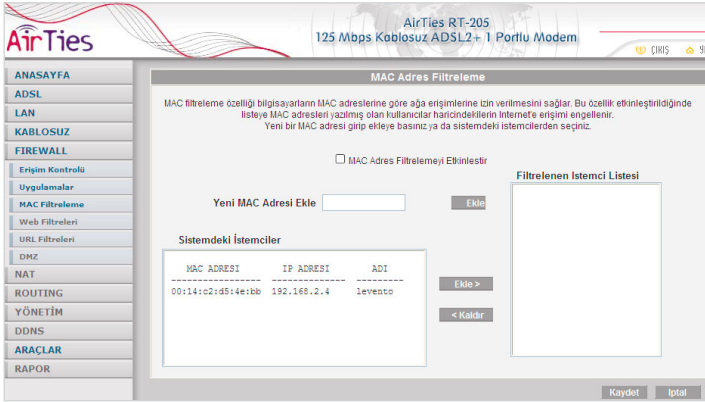 AirTies
AirTies RT-205
125 Mbps Kablosuz ADSL2+ 1 Portlu Modem
ÇIKIŞ
ANASAYFA
ADSL
LAN
KABLOSUZ
FIREWALL
Erişim Kontrolü
Uygulamalar
MAC Filtreleme
Web Filtreleri
URL Filtreleri
DMZ
NAT
ROUTING
YÖNETİM
DDNS
ARAÇLAR
RAPOR
MAC Adres Filtreleme
MAC filtreleme özelliği bilgisayarların MAC adreslerine göre ağa erişimlerine izin verilmesini sağlar. Bu özellik etkinleştirildiğinde
listeye MAC adresleri yazılmış olan kullanıcılar haricindekilerin Internet'e erişimi engellenir.
Yeni bir MAC adresi girip ekleye basınız ya da sistemdeki istemcilerden seçiniz.
MAC Adres Filtrelemeyi Etkinlestir
Filtrelenen Istemci Listesi
Yeni MAC Adresi Ekle
Ekle
Sistemdeki İstemciler
MAC ADRESI IP ADRESI ADI
----------------- -------------- ---------
00:14:c2:d5:4e:bb 192.168.2.4 levento
Ekle >
< Kaldır
Kaydet
Iptal